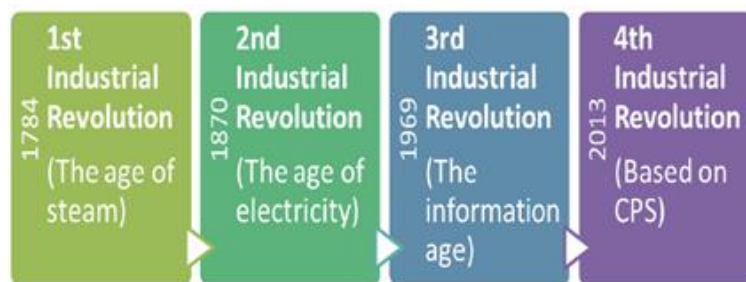 1784
1st
Industrial
Revolution
(The age of
steam)
1870
2nd
Industrial
Revolution
(The age of
electricity)
1969
3rd
Industrial
Revolution
(The
information
age)
2013
4th
Industrial
Revolution
(Based on
CPS)